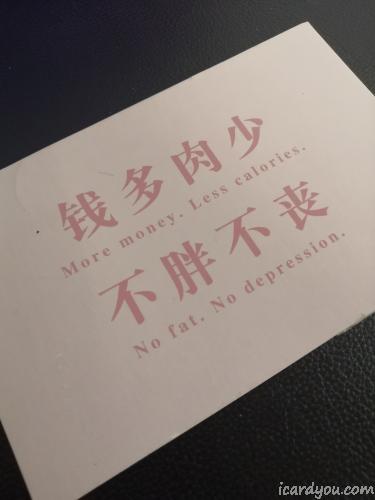 钱多肉少
More money. Less calories.
不胖不丧
No fat. No depression.
icardyou.com